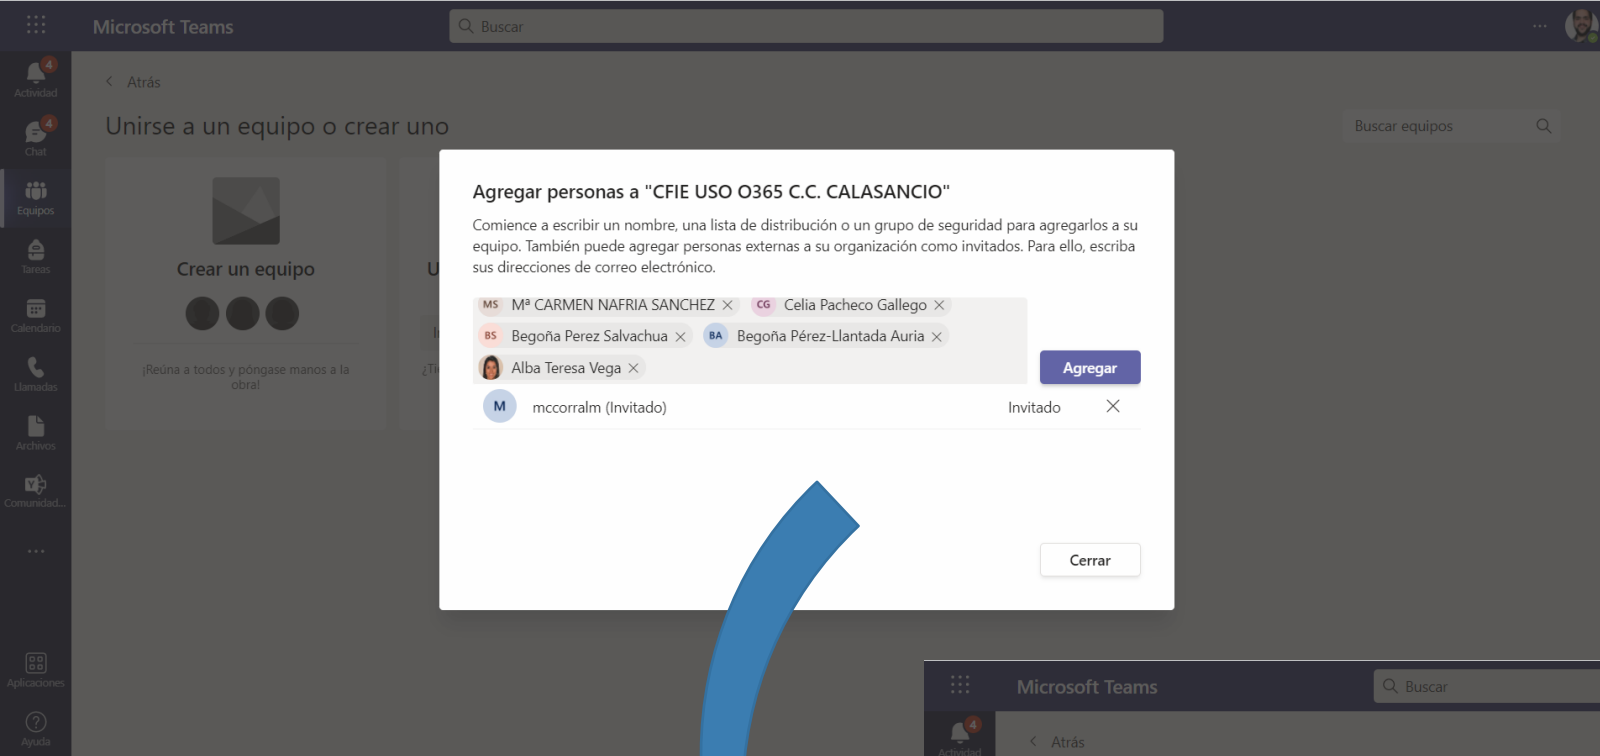 Microsoft Teams
Buscar
4
Actividad
4
Chat
Equipos
Tareas
Calendario
Llamadas
Archivos
Comunidad...
Aplicaciones
Ayuda
Atrás
Unirse a un equipo o crear uno
Buscar equipos
Crear un equipo
¡Reúna a todos y póngase manos a la
obra!
U
¿Tie
Agregar personas a "CFIE USO O365 C.C. CALASANCIO"
Comience a escribir un nombre, una lista de distribución o un grupo de seguridad para agregarlos a su
equipo. También puede agregar personas externas a su organización como invitados. Para ello, escriba
sus direcciones de correo electrónico.
MS Mª CARMEN NAFRIA SANCHEZ CG Celia Pacheco Gallego
BS Begoña Perez Salvachua BA Begoña Pérez-Llantada Auria
Alba Teresa Vega
Agregar
M mccorralm (Invitado) Invitado
Cerrar
Microsoft Teams
Buscar
4
Actividad
Atrás